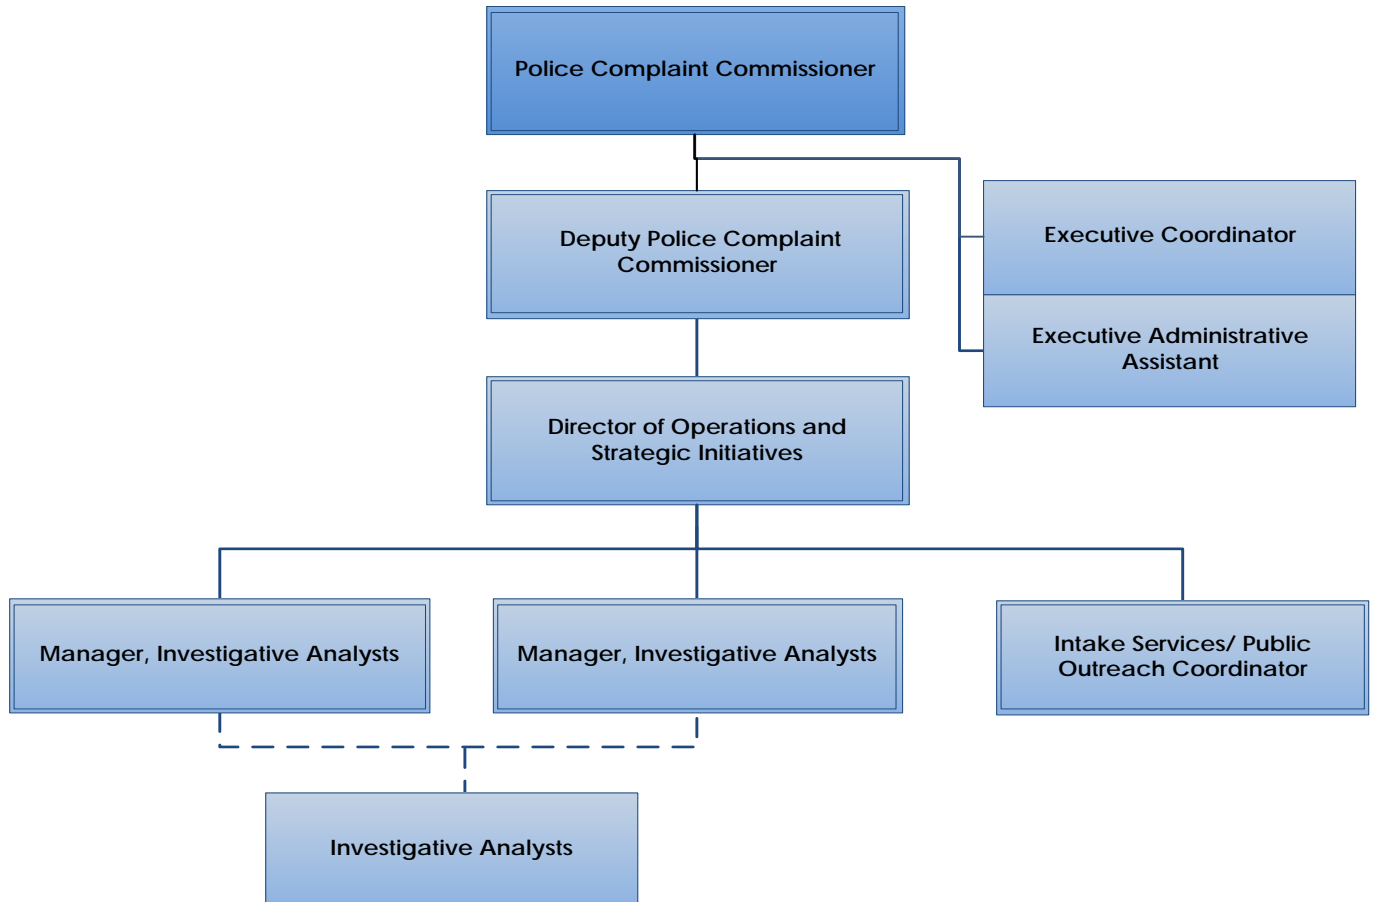 Police Complaint Commissioner
Deputy Police Complaint
Commissioner
Executive Coordinator
Executive Administrative
Assistant
Director of Operations and
Strategic Initiatives
Manager, Investigative Analysts
Manager, Investigative Analysts
Intake Services/ Public
Outreach Coordinator
Investigative Analysts